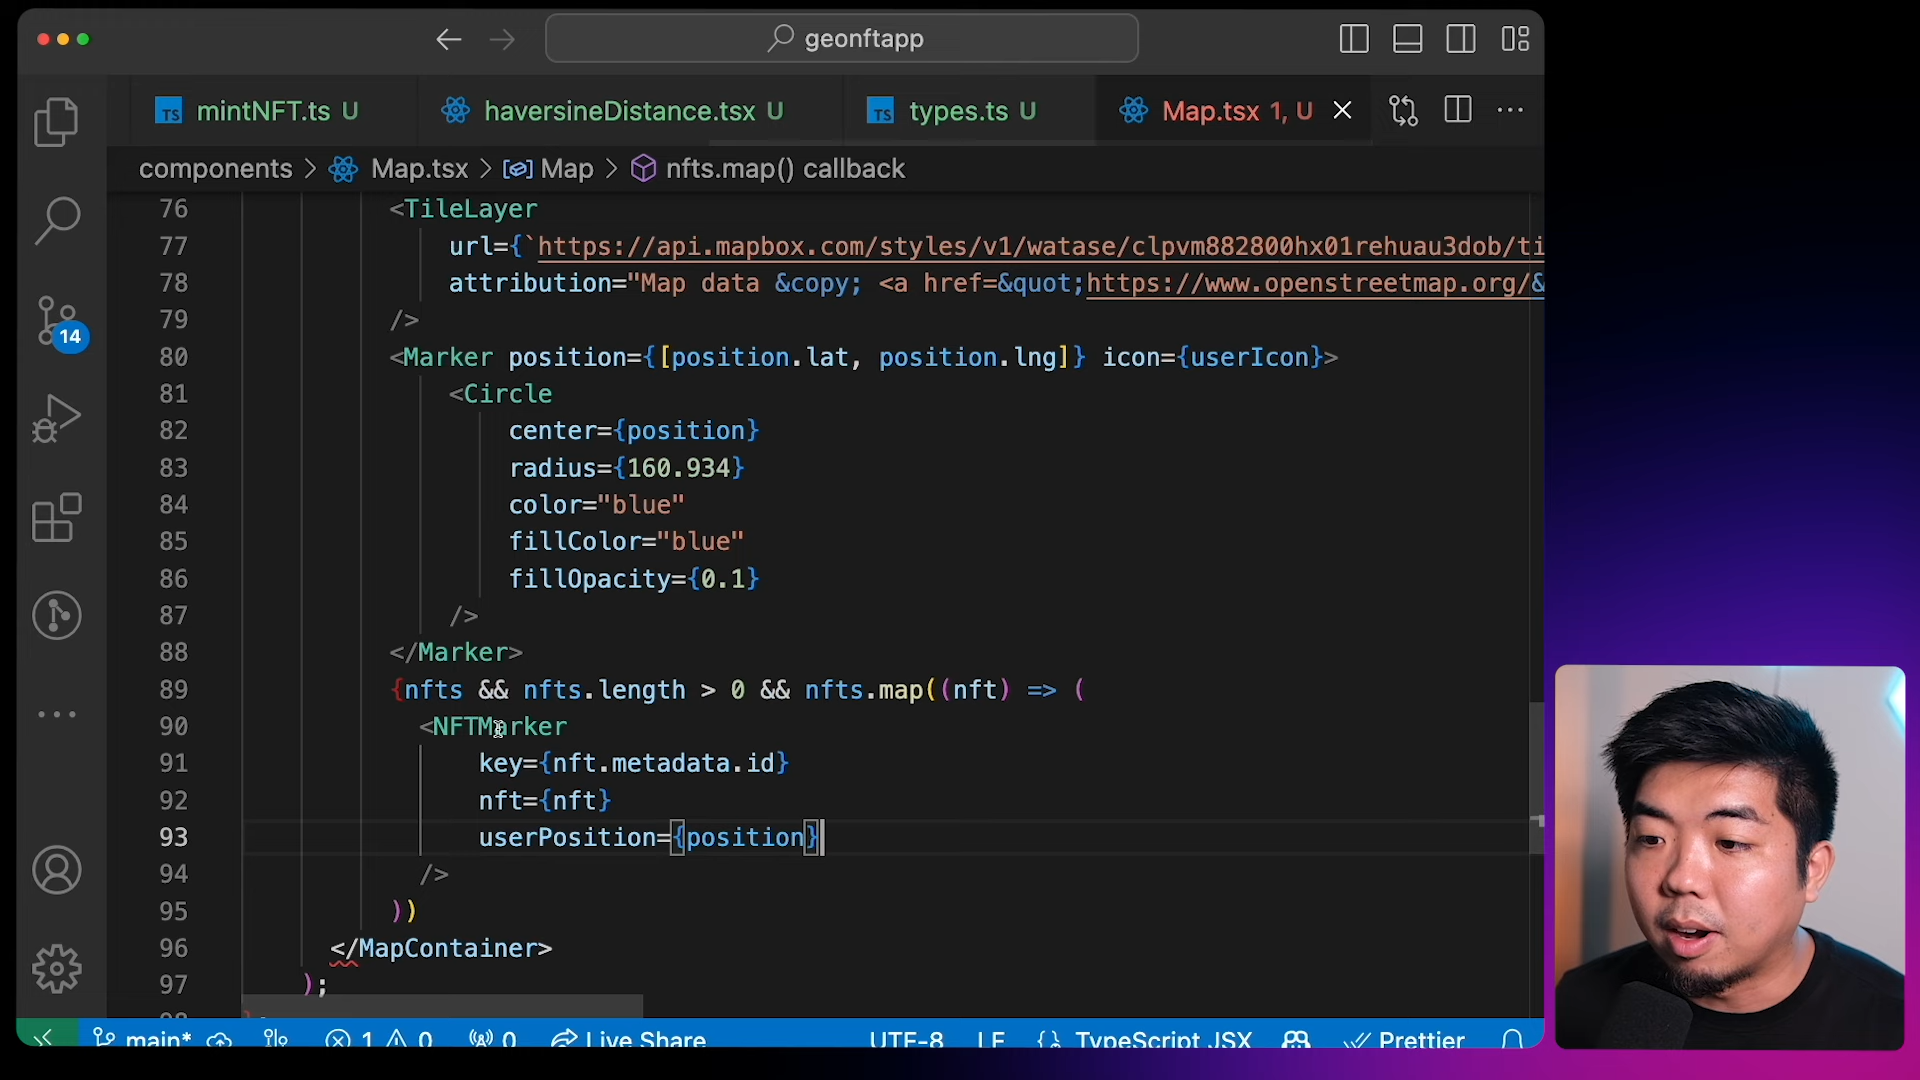 geonftapp
mintNFT.ts U
haversineDistance.tsx U
types.ts U
Map.tsx 1, U
components > Map.tsx > Map > nfts.map() callback
76 <TileLayer
77 url={`https://api.mapbox.com/styles/v1/watase/clpvm882800hx01rehuau3dob/ti
78 attribution="Map data &copy; <a href=&quot;https://www.openstreetmap.org/&
79 />
80 <Marker position={[position.lat, position.lng]} icon={userIcon}>
81 <Circle
82 center={position}
83 radius={160.934}
84 color="blue"
85 fillColor="blue"
86 fillOpacity={0.1}
87 />
88 </Marker>
89 {nfts && nfts.length > 0 && nfts.map((nft) => (
90 <NFTMarker
91 key={nft.metadata.id}
92 nft={nft}
93 userPosition={position}
94 />
95 ))
96 </MapContainer>
97 );
14
main* 1 0 0 Live Share UTF-8 LF TypeScript JSX Prettier